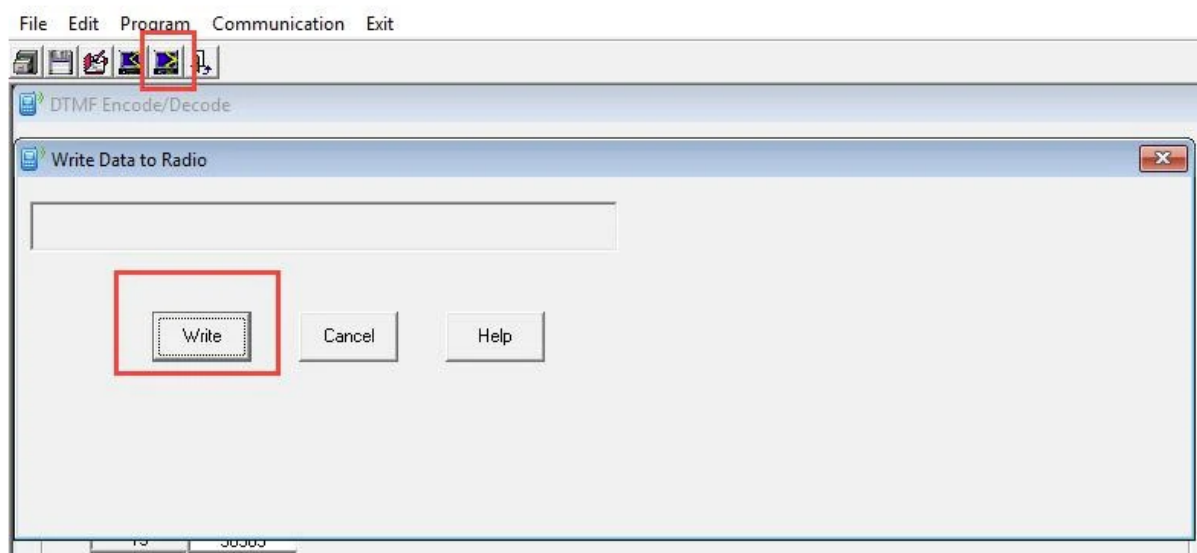 File Edit Program Communication Exit
DTMF Encode/Decode
Write Data to Radio
Write Cancel Help